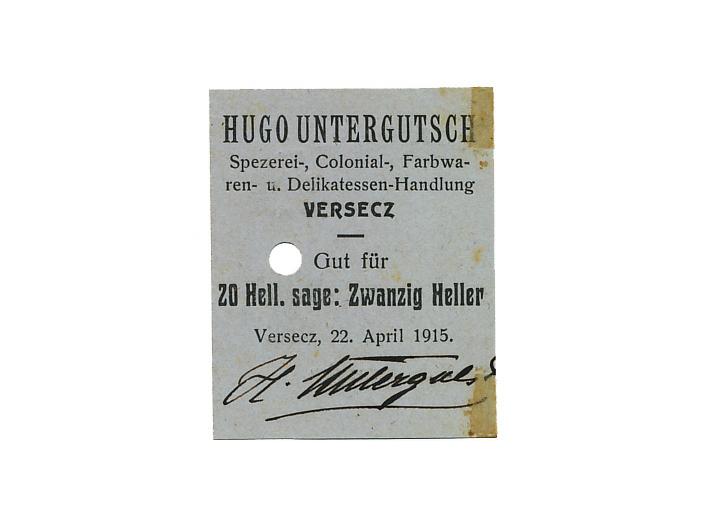 HUGO UNTERGUTSCH
Spezerei-, Colonial-, Farbwa-
ren- u. Delikatessen-Handlung
VERSECZ
Gut für
20 Hell. sage: Zwanzig Heller
Versecz, 22. April 1915.
H. Untergutsch